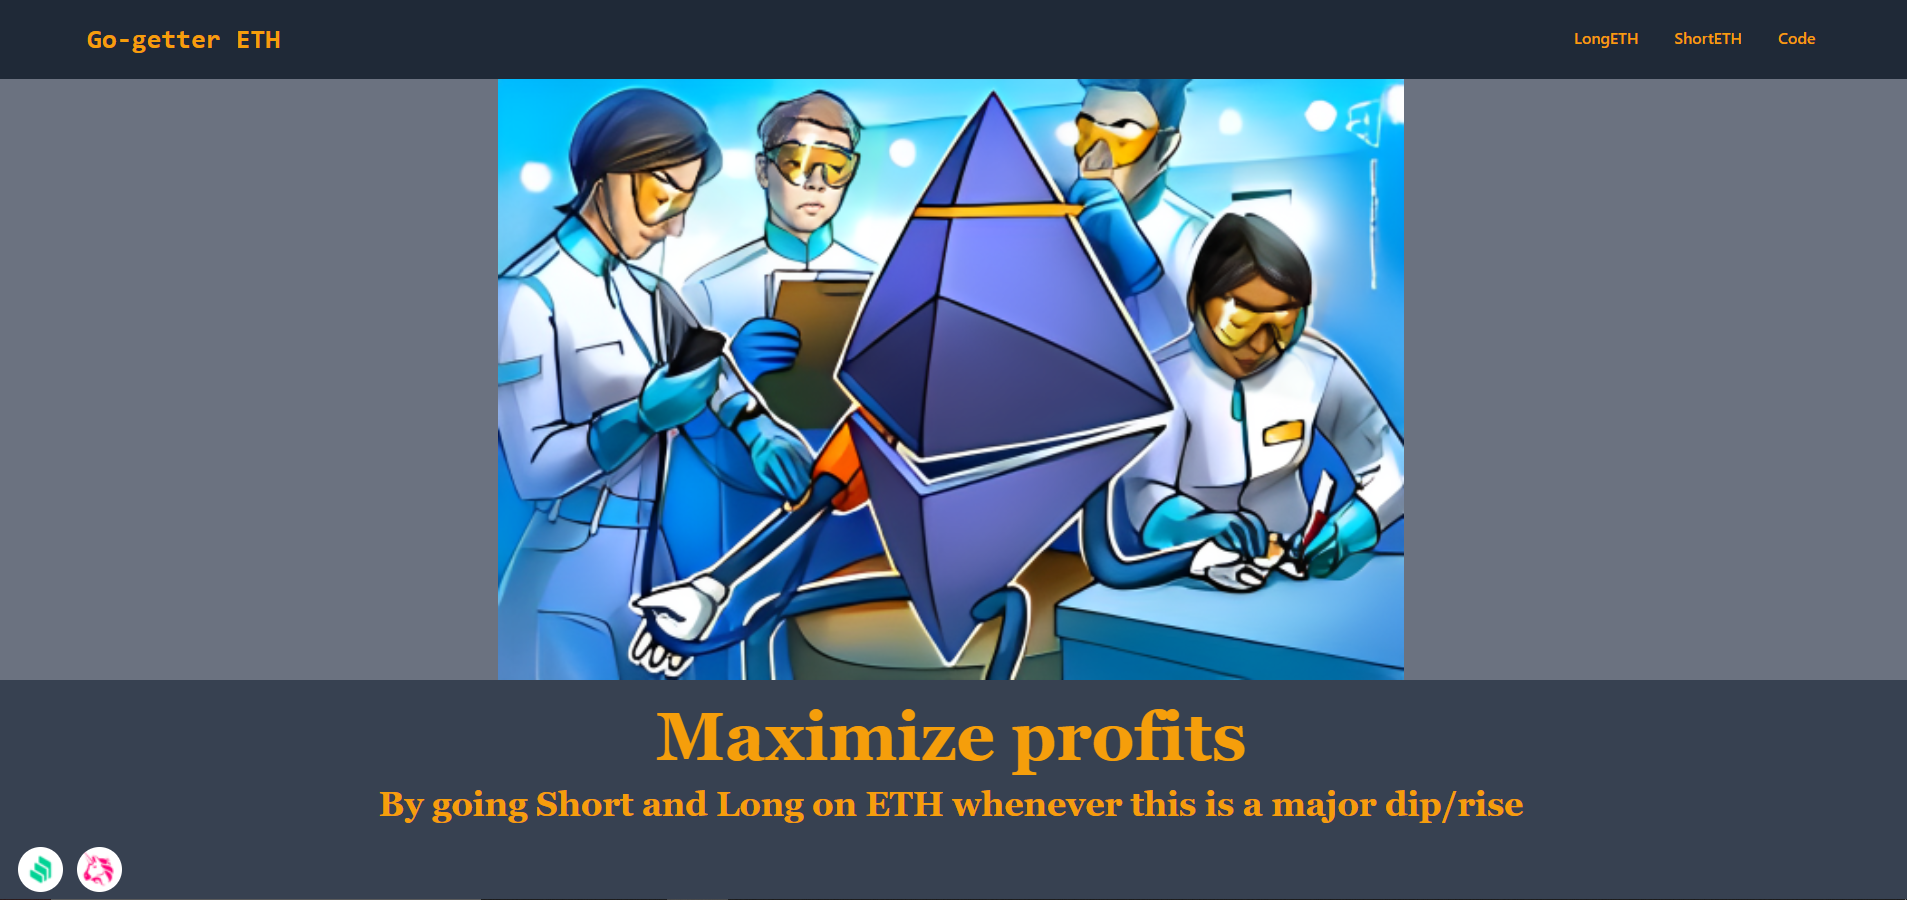 Go-getter ETH
LongETH
ShortETH
Code
Maximize profits
By going Short and Long on ETH whenever this is a major dip/rise